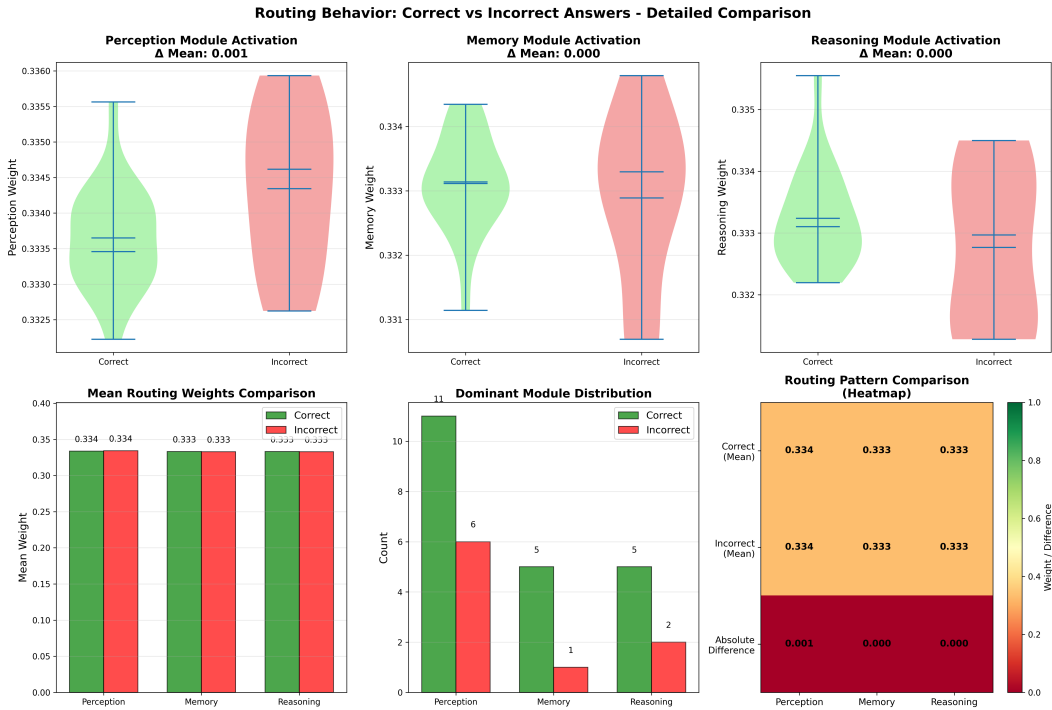 Routing Behavior: Correct vs Incorrect Answers - Detailed Comparison
Perception Module Activation
Δ Mean: 0.001
Perception Weight
0.3360
0.3355
0.3350
0.3345
0.3340
0.3335
0.3330
0.3325
Correct
Incorrect
Memory Module Activation
Δ Mean: 0.000
Memory Weight
0.334
0.333
0.332
0.331
Correct
Incorrect
Reasoning Module Activation
Δ Mean: 0.000
Reasoning Weight
0.335
0.334
0.333
0.332
Correct
Incorrect
Mean Routing Weights Comparison
Mean Weight
0.40
0.35
0.30
0.25
0.20
0.15
0.10
0.05
0.00
Correct
Incorrect
0.334
0.334
0.333
0.333
0.333
0.333
Perception
Memory
Reasoning
Dominant Module Distribution
Count
10
8
6
4
2
0
Correct
Incorrect
11
6
5
1
5
2
Perception
Memory
Reasoning
Routing Pattern Comparison
(Heatmap)
Correct
(Mean)
0.334 0.333 0.333
Incorrect
(Mean)
0.334 0.333 0.333
Absolute
Difference
0.001 0.000 0.000
Perception
Memory
Reasoning
1.0
0.8
0.6
0.4
0.2
0.0
Weight / Difference